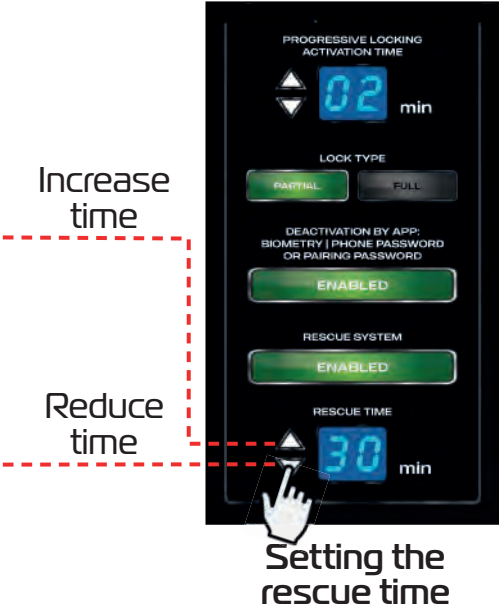 PROGRESSIVE LOCKING
ACTIVATION TIME
02 min
LOCK TYPE
PARTIAL FULL
Increase
time
DEACTIVATION BY APP:
BIOMETRY | PHONE PASSWORD
OR PAIRING PASSWORD
ENABLED
RESCUE SYSTEM
ENABLED
Reduce
time
RESCUE TIME
30 min
Setting the
rescue time